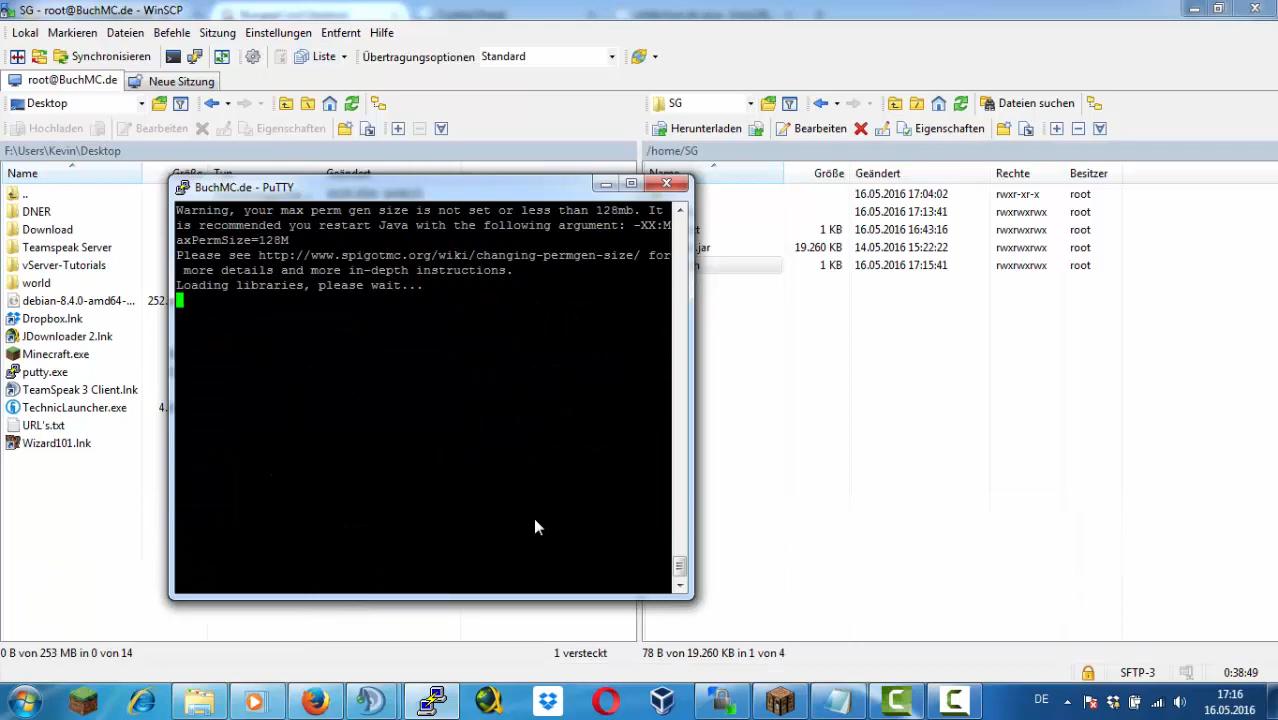 SG - root@BuchMC.de - WinSCP
Lokal Markieren Dateien Befehle Sitzung Einstellungen Entfernt Hilfe
Synchronisieren Liste Übertragungsoptionen Standard
root@BuchMC.de Neue Sitzung
Desktop SG Dateien suchen
Hochladen Bearbeiten Eigenschaften Herunterladen Bearbeiten Eigenschaften
F:\Users\Kevin\Desktop /home/SG
Name Größe Typ Geändert Name Größe Geändert Rechte Besitzer
..
DNER
Download
Teamspeak Server
vServer-Tutorials
world
debian-8.4.0-amd64-... 252.
Dropbox.lnk
JDownloader 2.lnk
Minecraft.exe
putty.exe
TeamSpeak 3 Client.lnk
TechnicLauncher.exe 4.
URL's.txt
Wizard101.lnk
BuchMC.de - PuTTY
Warning, your max perm gen size is not set or less than 128mb. It
is recommended you restart Java with the following argument: -XX:M
axPermSize=128M
Please see http://www.spigotmc.org/wiki/changing-permgen-size/ for
more details and more in-depth instructions.
Loading libraries, please wait...
16.05.2016 17:04:02 rwxr-xr-x root
16.05.2016 17:13:41 rwxrwxrwx root
t 1 KB 16.05.2016 16:43:16 rwxrwxrwx root
.jar 19.260 KB 14.05.2016 15:22:22 rwxrwxrwx root
1 KB 16.05.2016 17:15:41 rwxrwxrwx root
0 B von 253 MB in 0 von 14 1 versteckt 78 B von 19.260 KB in 1 von 4
SFTP-3 0:38:49
DE 17:16
16.05.2016